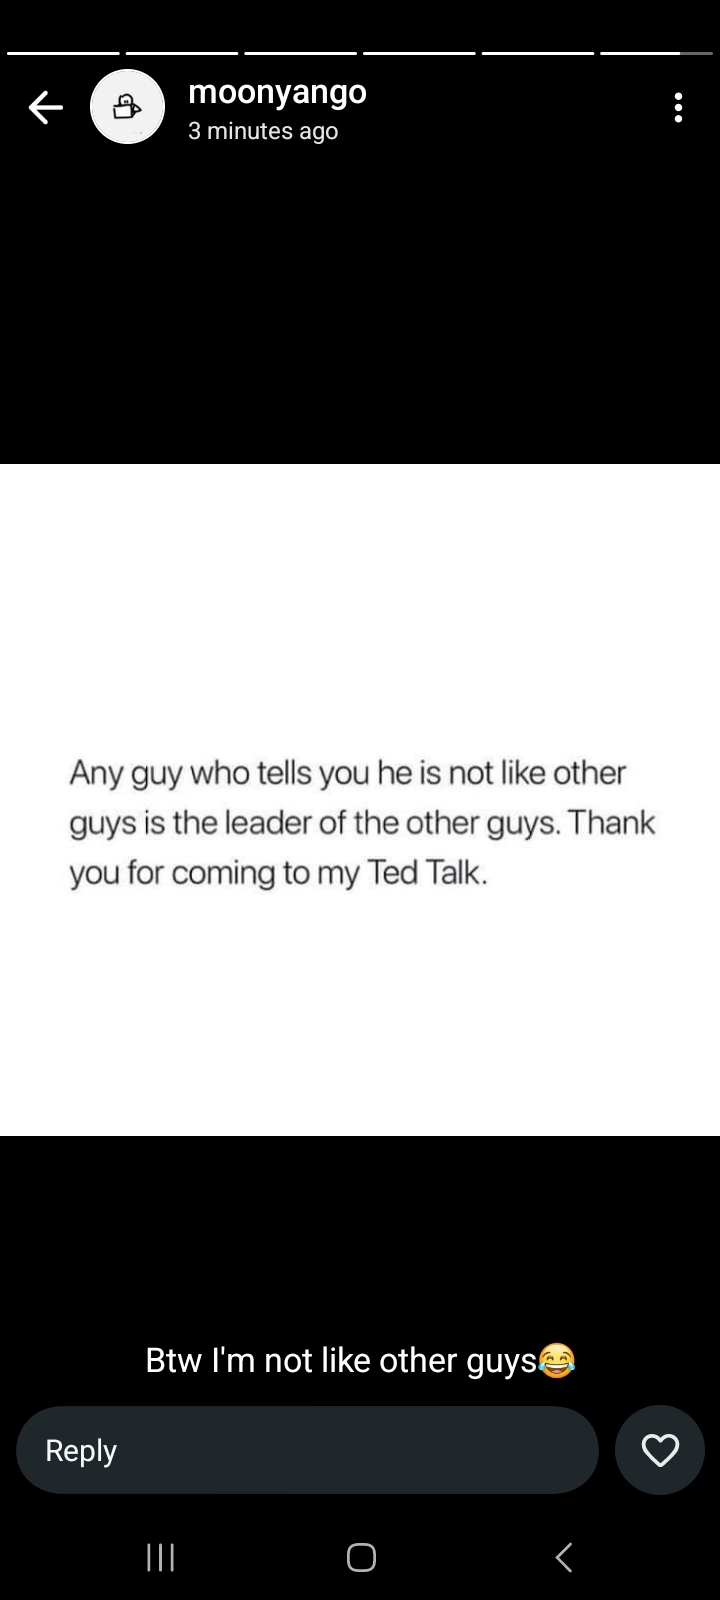 moonyango
3 minutes ago
Any guy who tells you he is not like other
guys is the leader of the other guys. Thank
you for coming to my Ted Talk.
Btw I'm not like other guys😂
Reply